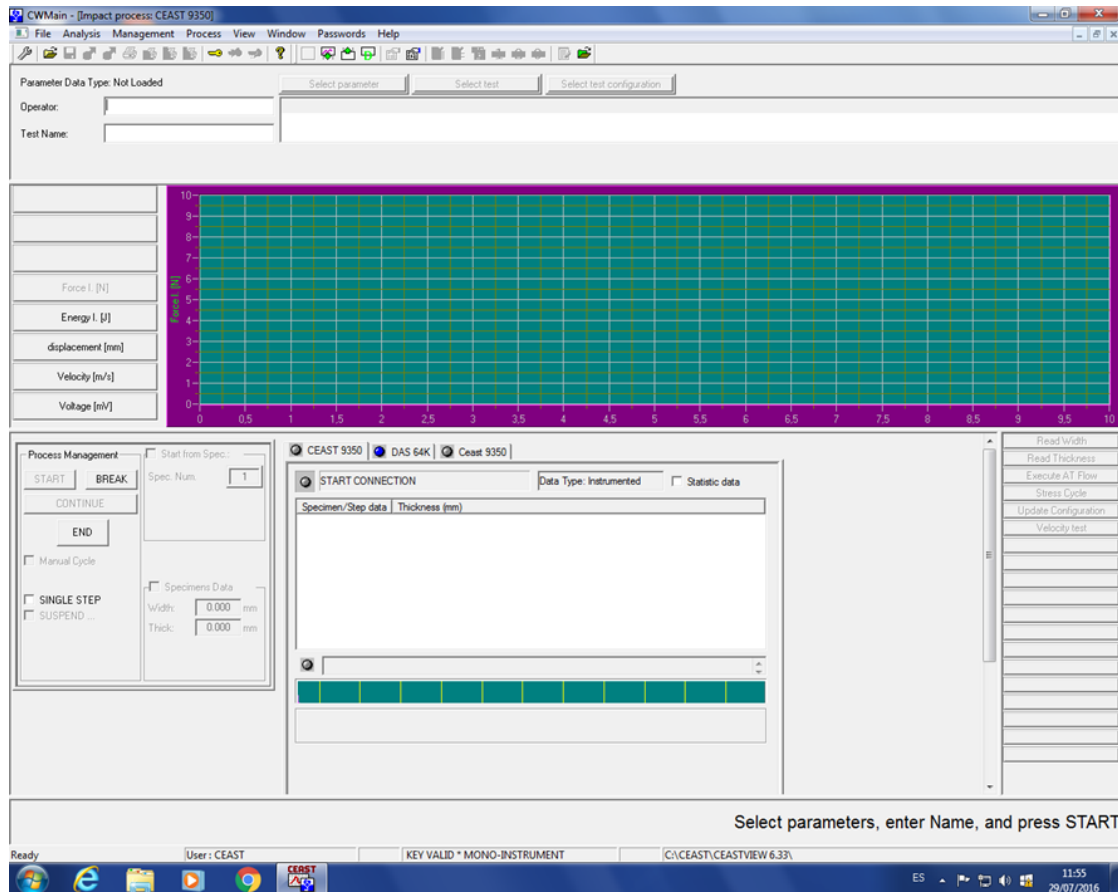 CWMain - [Impact process: CEAST 9350]
File Analysis Management Process View Window Passwords Help
Parameter Data Type: Not Loaded
Select parameter Select test Select test configuration
Operator:
Test Name:
Force I. [N]
Energy I. [J]
displacement [mm]
Velocity [m/s]
Voltage [mV]
Force I. [N]
10
9
8
7
6
5
4
3
2
1
0
0 0,5 1 1,5 2 2,5 3 3,5 4 4,5 5 5,5 6 6,5 7 7,5 8 8,5 9 9,5 10
Process Management
START BREAK
CONTINUE
END
Manual Cycle
SINGLE STEP
SUSPEND ...
Start from Spec.:
Spec. Num. 1
Specimens Data
Width: 0.000 mm
Thick.: 0.000 mm
CEAST 9350 DAS 64K Ceast 9350
START CONNECTION Data Type: Instrumented Statistic data
Specimen/Step data Thickness (mm)
Read Width
Read Thickness
Execute AT Flow
Stress Cycle
Update Configuration
Velocity test
Select parameters, enter Name, and press START
Ready User : CEAST KEY VALID * MONO-INSTRUMENT C:\CEAST\CEASTVIEW 6.33\
CEAST
ES 11:55
29/07/2016